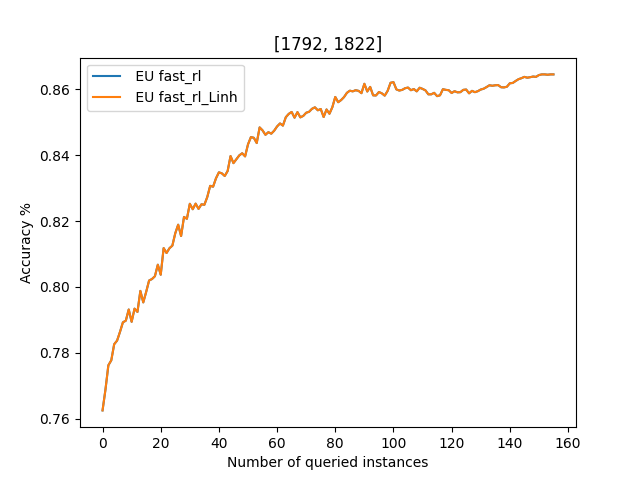 [1792, 1822]
EU fast_rl
EU fast_rl_Linh
Accuracy %
0.86
0.84
0.82
0.80
0.78
0.76
0 20 40 60 80 100 120 140 160
Number of queried instances